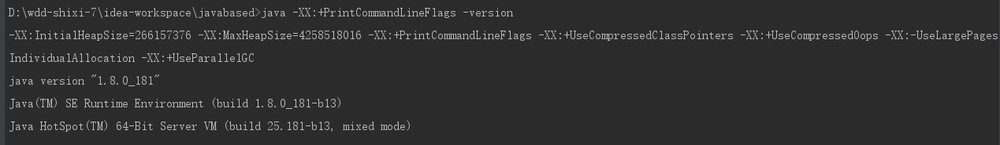 D:\wdd-shixi-7\idea-workspace\javabased>java -XX:+PrintCommandLineFlags -version
-XX:InitialHeapSize=266157376 -XX:MaxHeapSize=4258518016 -XX:+PrintCommandLineFlags -XX:+UseCompressedClassPointers -XX:+UseCompressedOops -XX:-UseLargePages
IndividualAllocation -XX:+UseParallelGC
java version "1.8.0_181"
Java(TM) SE Runtime Environment (build 1.8.0_181-b13)
Java HotSpot(TM) 64-Bit Server VM (build 25.181-b13, mixed mode)